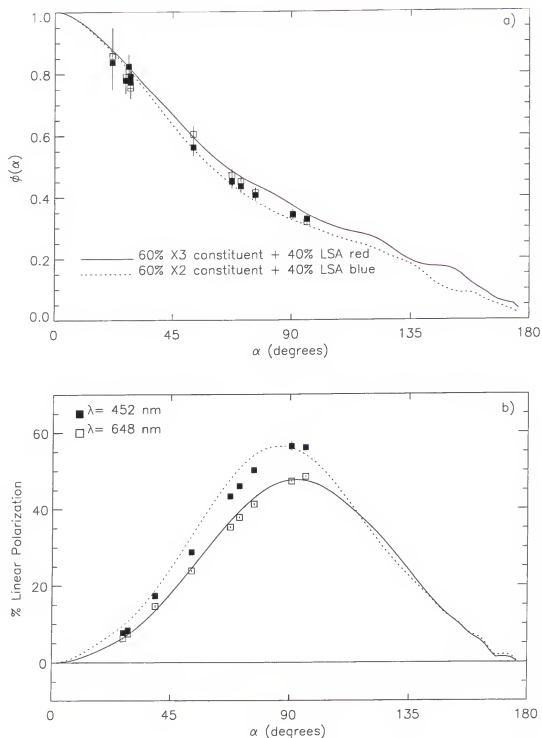 a)
1.0
0.8
0.6
0.4
0.2
0.0
φ(α)
60% X3 constituent + 40% LSA red
60% X2 constituent + 40% LSA blue
0 45 90 135 180
α (degrees)
b)
λ= 452 nm
λ= 648 nm
60
40
20
0
% Linear Polarization
0 45 90 135 180
α (degrees)